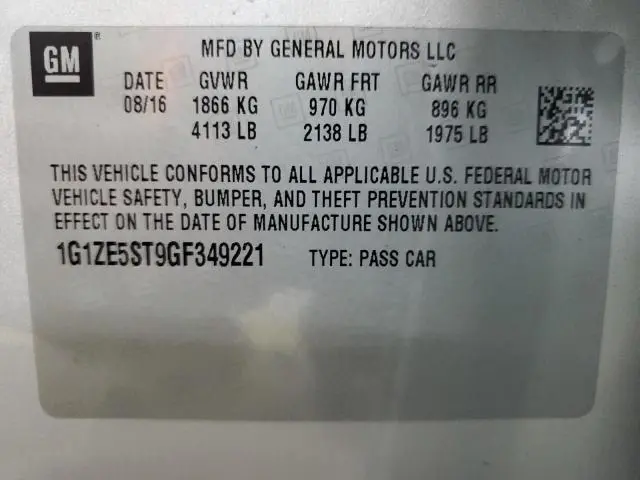 GM®
MFD BY GENERAL MOTORS LLC
DATE GVWR GAWR FRT GAWR RR
08/16 1866 KG 970 KG 896 KG
4113 LB 2138 LB 1975 LB
THIS VEHICLE CONFORMS TO ALL APPLICABLE U.S. FEDERAL MOTOR
VEHICLE SAFETY, BUMPER, AND THEFT PREVENTION STANDARDS IN
EFFECT ON THE DATE OF MANUFACTURE SHOWN ABOVE.
1G1ZE5ST9GF349221 TYPE: PASS CAR